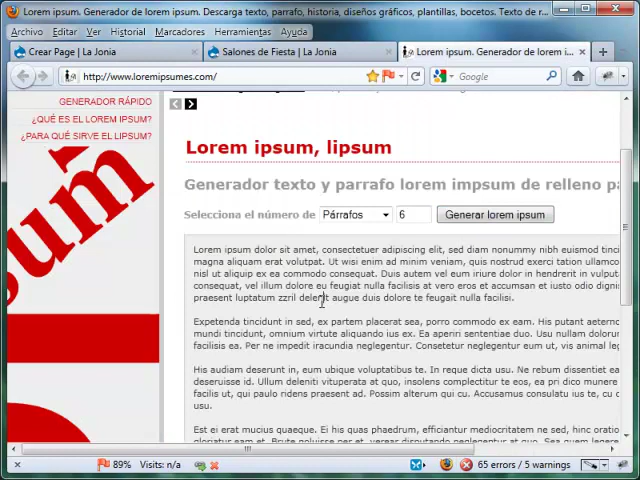 Lorem ipsum. Generador de lorem ipsum. Descarga texto, parrafo, historia, diseños gráficos, plantillas, bocetos. Texto de r...
Archivo Editar Ver Historial Marcadores Herramientas Ayuda
Crear Page | La Jonia
Salones de Fiesta | La Jonia
Lorem ipsum. Generador de lorem i...
http://www.loremipsumes.com/
Google
GENERADOR RÁPIDO
¿QUÉ ES EL LOREM IPSUM?
¿PARA QUÉ SIRVE EL LIPSUM?
sum
Lorem ipsum, lipsum
Generador texto y parrafo lorem impsum de relleno pa
Selecciona el número de Párrafos 6 Generar lorem ipsum
Lorem ipsum dolor sit amet, consectetuer adipiscing elit, sed diam nonummy nibh euismod tinci
magna aliquam erat volutpat. Ut wisi enim ad minim veniam, quis nostrud exerci tation ullamco
nisl ut aliquip ex ea commodo consequat. Duis autem vel eum iriure dolor in hendrerit in vulput
consequat, vel illum dolore eu feugiat nulla facilisis at vero eros et accumsan et iusto odio digni
praesent luptatum zzril delenit augue duis dolore te feugait nulla facilisi.
Expetenda tincidunt in sed, ex partem placerat sea, porro commodo ex eam. His putant aetern
mundi tincidunt, omnium virtute aliquando ius ex. Ea aperiri sententiae duo. Usu nullam dolorun
facilisis ea. Per ne impedit iracundia neglegentur. Consetetur neglegentur eum ut, vis animal leg
His audiam deserunt in, eum ubique voluptatibus te. In reque dicta usu. Ne rebum dissentiet ea
deseruisse id. Ullum deleniti vituperata at quo, insolens complectitur te eos, ea pri dico munere
facilisis ut, qui paulo ridens praesent ad. Possim alterum qui cu. Accusam consulatu ius te, cu c
usu.
Est ei erat mucius quaeque. Ei his quas phaedrum, efficiantur mediocritatem ne sed, hinc oratio
89% Visits: n/a
65 errors / 5 warnings